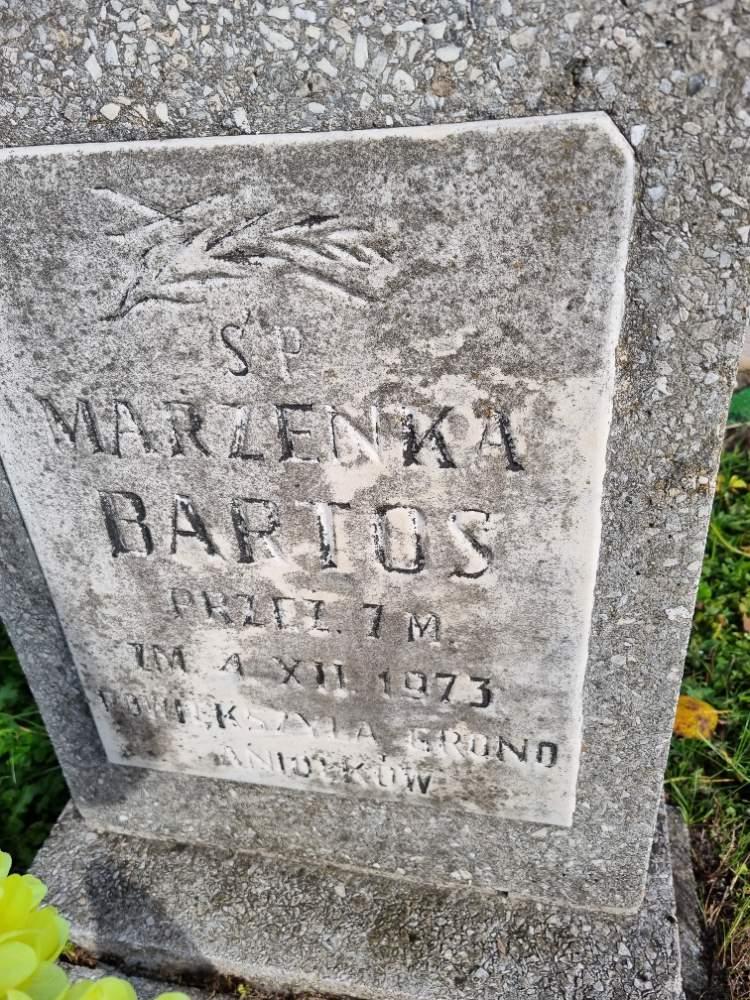 ŚP
MARZENKA
BARTOS
PRZEŻ. 7 M.
ZM. 4 XII 1973
POWIĘKSZYŁA GRONO
ANIOŁKÓW